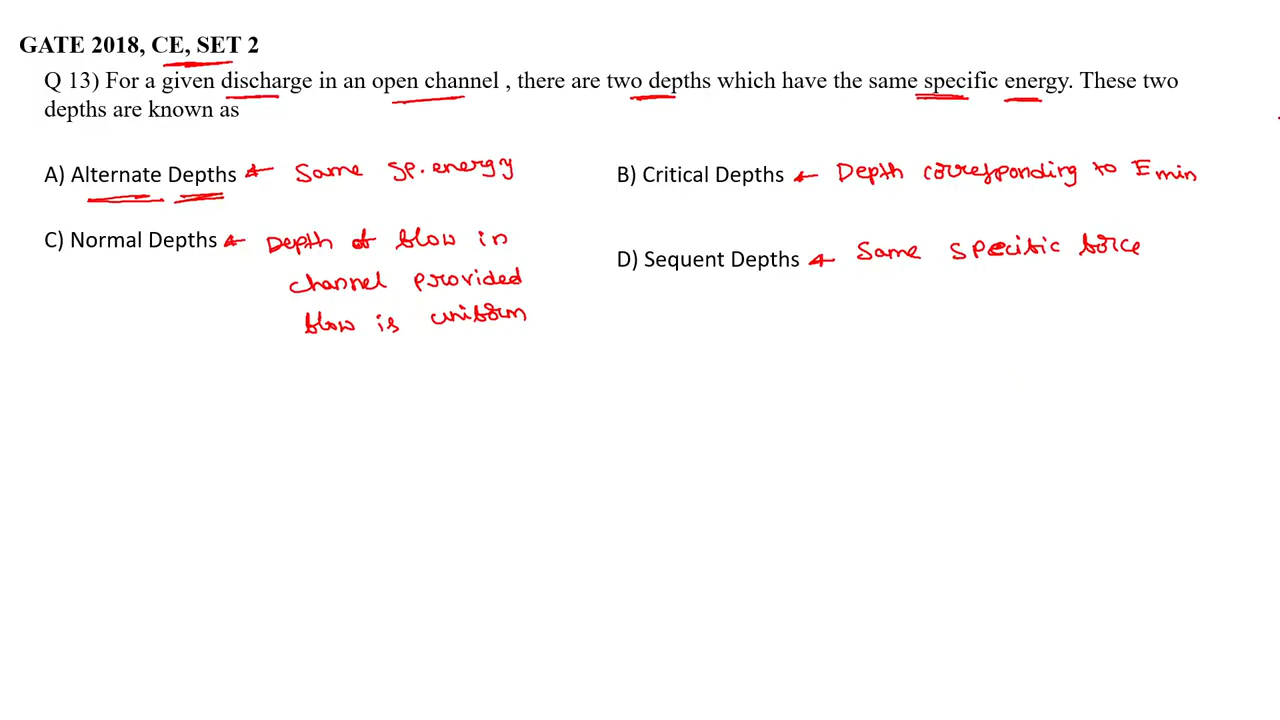 GATE 2018, CE, SET 2
Q 13) For a given discharge in an open channel , there are two depths which have the same specific energy. These two
depths are known as
A) Alternate Depths ← Same sp. energy
B) Critical Depths ← Depth corresponding to E min
C) Normal Depths ← Depth of flow in
channel provided
flow is uniform
D) Sequent Depths ← Same specific force